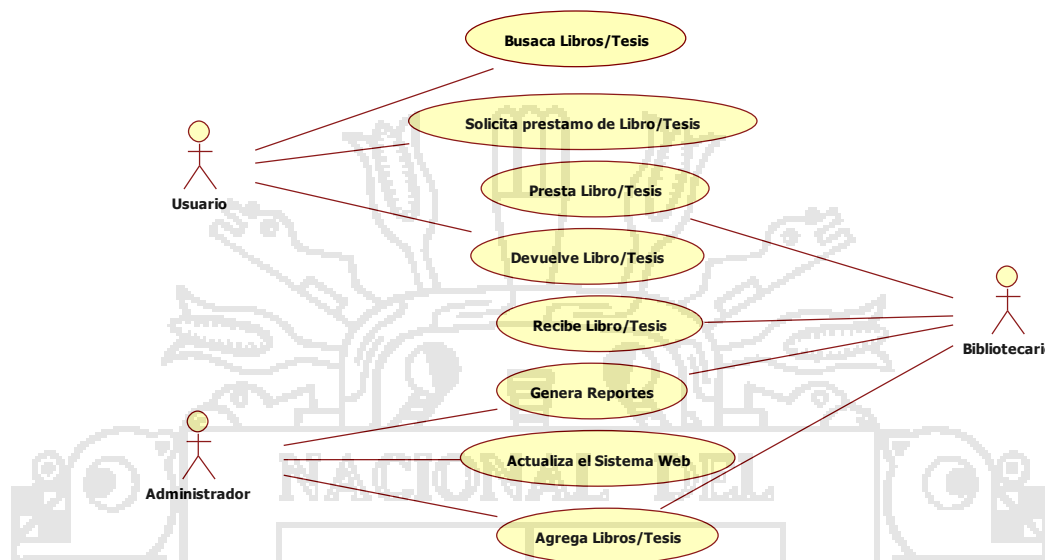 Busaca Libros/Tesis
Solicita prestamo de Libro/Tesis
Usuario
Presta Libro/Tesis
Devuelve Libro/Tesis
Recibe Libro/Tesis
Bibliotecario
Genera Reportes
Actualiza el Sistema Web
NACIONAL DEL
Administrador
Agrega Libros/Tesis